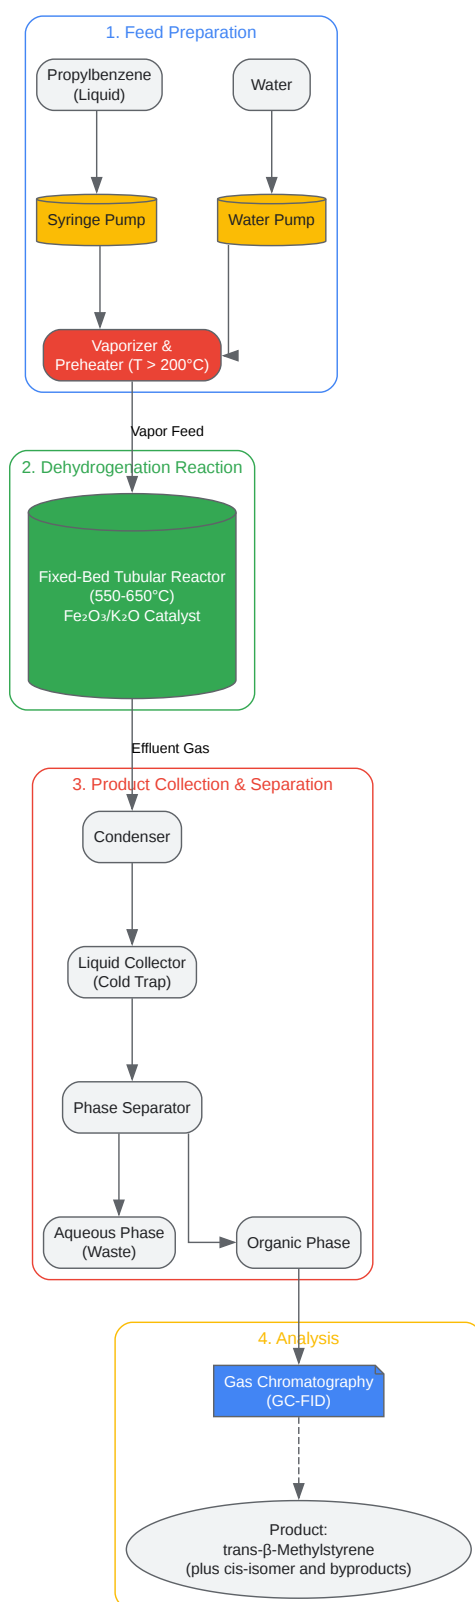 1. Feed Preparation
Propylbenzene
(Liquid)
Water
Syringe Pump
Water Pump
Vaporizer &
Preheater (T > 200°C)
Vapor Feed
2. Dehydrogenation Reaction
Fixed-Bed Tubular Reactor
(550-650°C)
Fe₂O₃/K₂O Catalyst
Effluent Gas
3. Product Collection & Separation
Condenser
Liquid Collector
(Cold Trap)
Phase Separator
Aqueous Phase
(Waste)
Organic Phase
4. Analysis
Gas Chromatography
(GC-FID)
Product:
trans-β-Methylstyrene
(plus cis-isomer and byproducts)